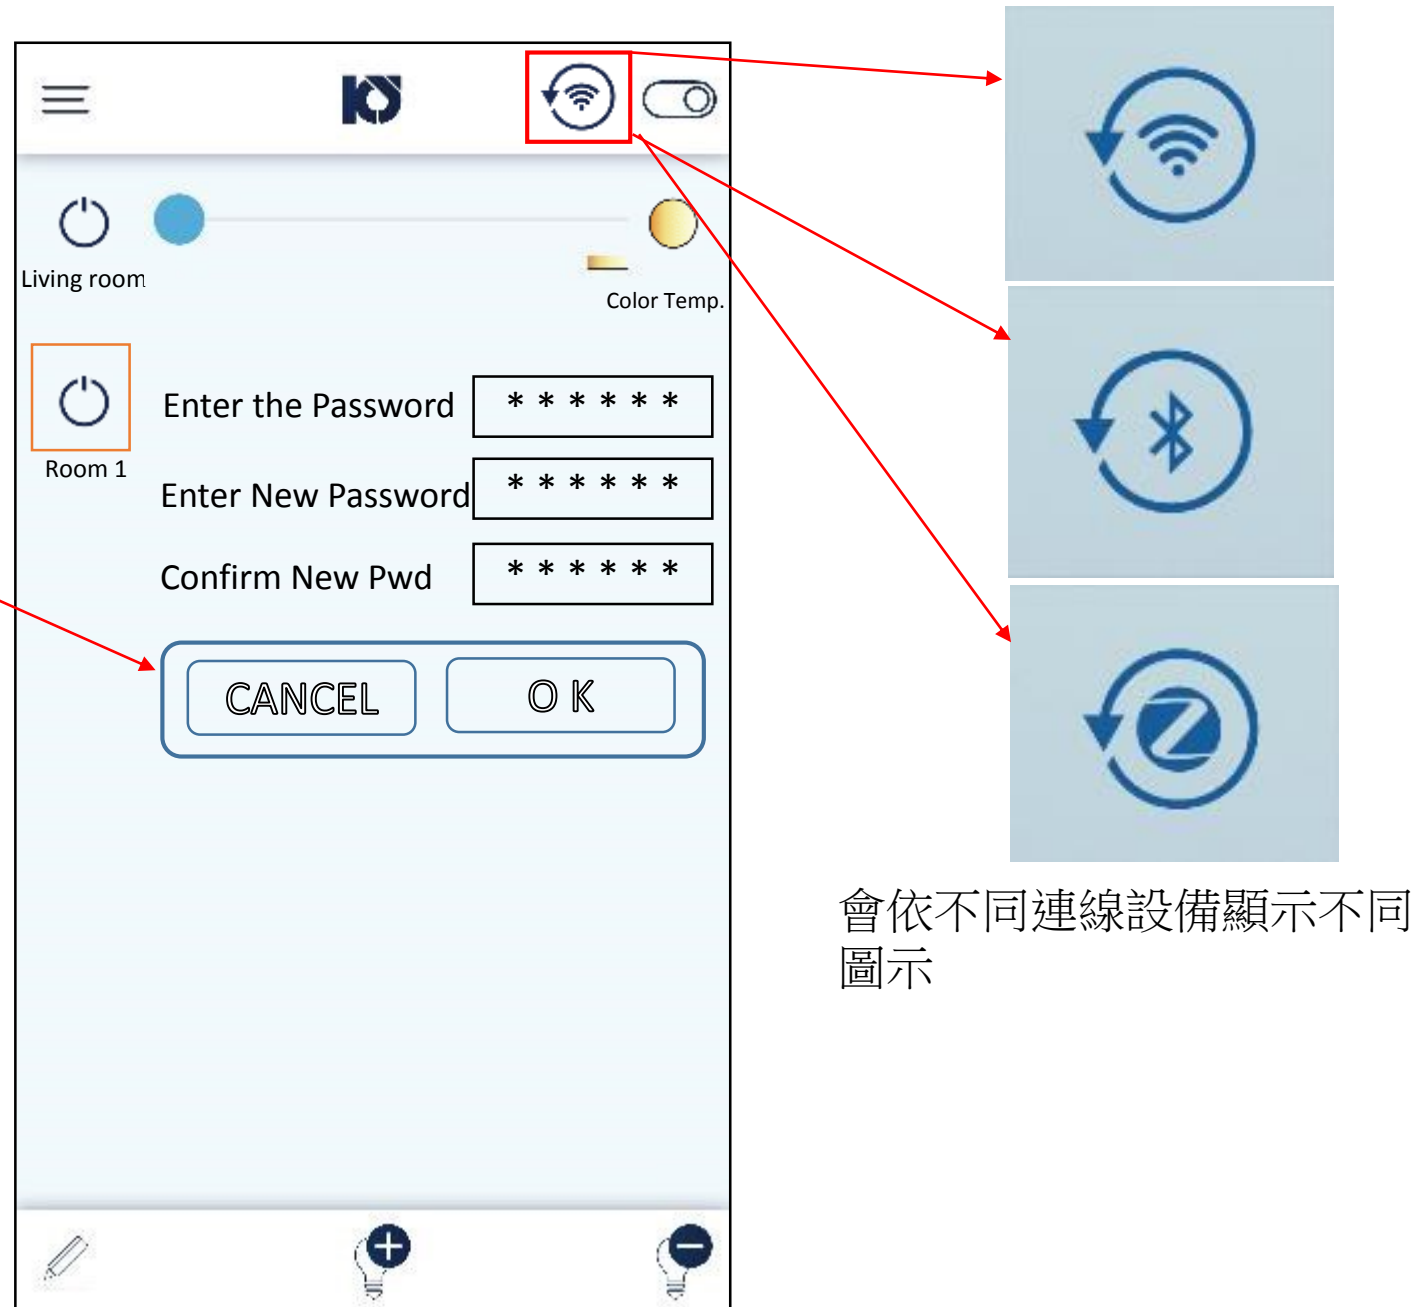 Living room
Color Temp.
Room 1
Enter the Password * * * * * *
Enter New Password * * * * * *
Confirm New Pwd * * * * * *
CANCEL O K
會依不同連線設備顯示不同
圖示